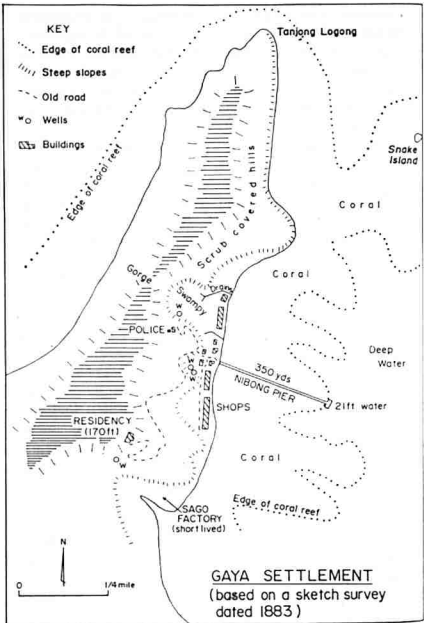 KEY
Edge of coral reef
Steep slopes
Old road
w Wells
Buildings
Tanjong Logong
Edge of coral reef
Snake
Island
Coral
Scrub covered hills
Coral
Gorge
Swampy
Drains
W
POLICE
Deep
Water
W
W
W
350 yds
NIBONG PIER
21ft water
SHOPS
RESIDENCY
(170ft)
W
Coral
Edge of coral reef
SAGO
FACTORY
(short lived)
N
0 1/4 mile
GAYA SETTLEMENT
(based on a sketch survey
dated 1883)